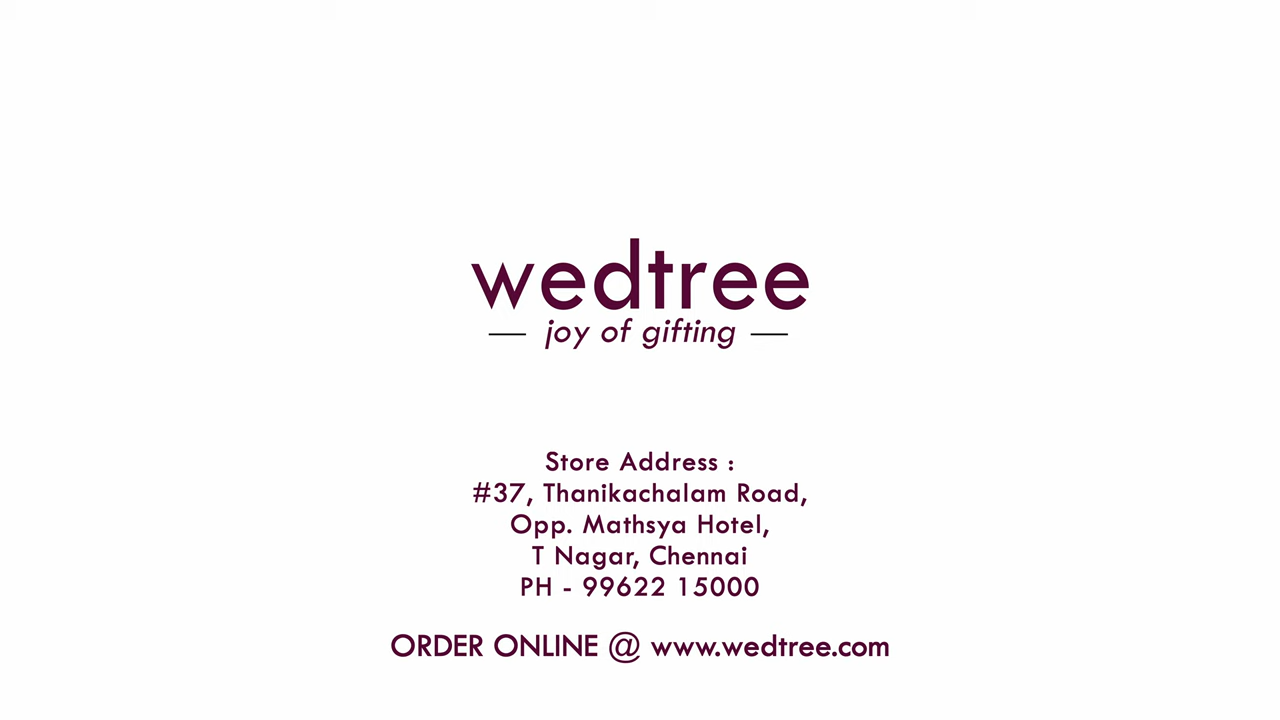 wedtree
joy of gifting
Store Address :
#37, Thanikachalam Road,
Opp. Mathsya Hotel,
T Nagar, Chennai
PH - 99622 15000
ORDER ONLINE @ www.wedtree.com